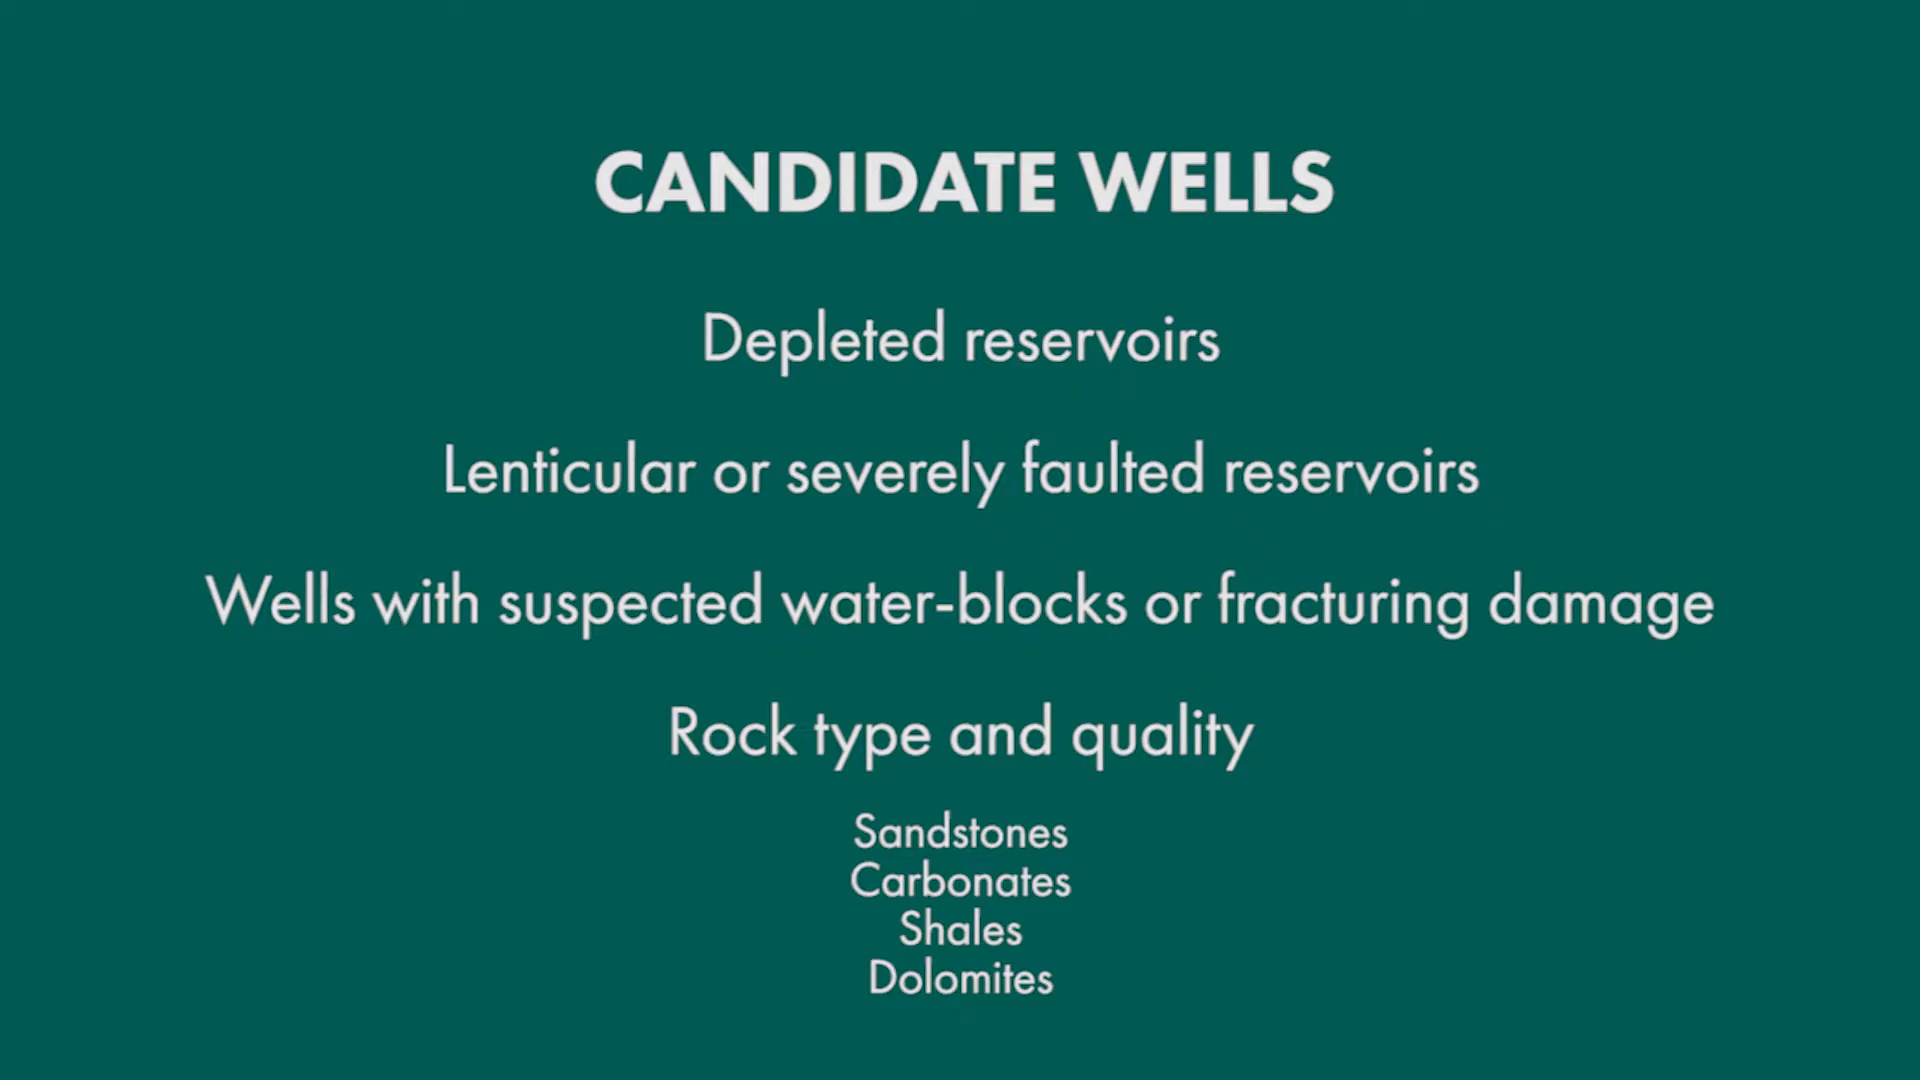 CANDIDATE WELLS
Depleted reservoirs
Lenticular or severely faulted reservoirs
Wells with suspected water-blocks or fracturing damage
Rock type and quality
Sandstones
Carbonates
Shales
Dolomites